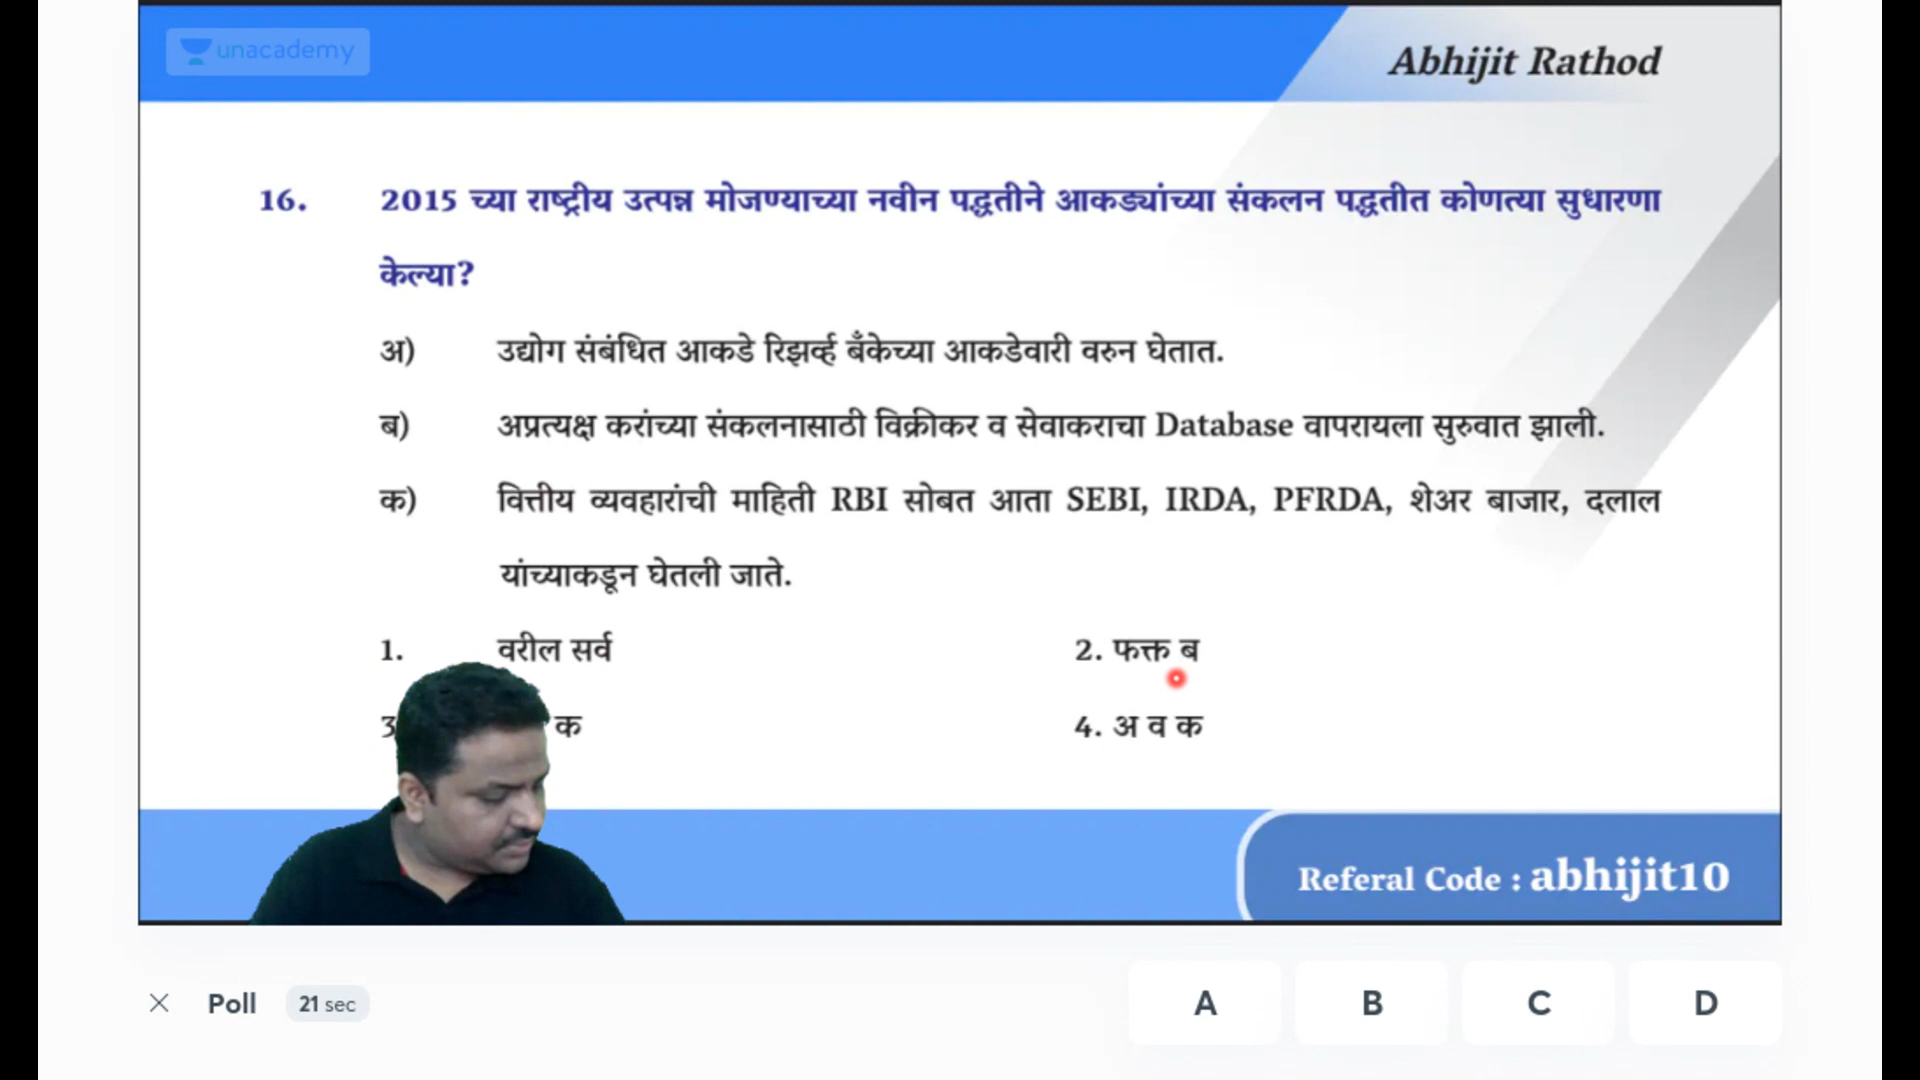 unacademy
Abhijit Rathod
16. 2015 च्या राष्ट्रीय उत्पन्न मोजण्याच्या नवीन पद्धतीने आकड्यांच्या संकलन पद्धतीत कोणत्या सुधारणा
केल्या?
अ) उद्योग संबंधित आकडे रिझर्व्ह बँकेच्या आकडेवारी वरुन घेतात.
ब) अप्रत्यक्ष करांच्या संकलनासाठी विक्रीकर व सेवाकराचा Database वापरायला सुरुवात झाली.
क) वित्तीय व्यवहारांची माहिती RBI सोबत आता SEBI, IRDA, PFRDA, शेअर बाजार, दलाल
यांच्याकडून घेतली जाते.
1. वरील सर्व 2. फक्त ब
3 क 4. अ व क
Referal Code : abhijit10
Poll 21 sec A B C D